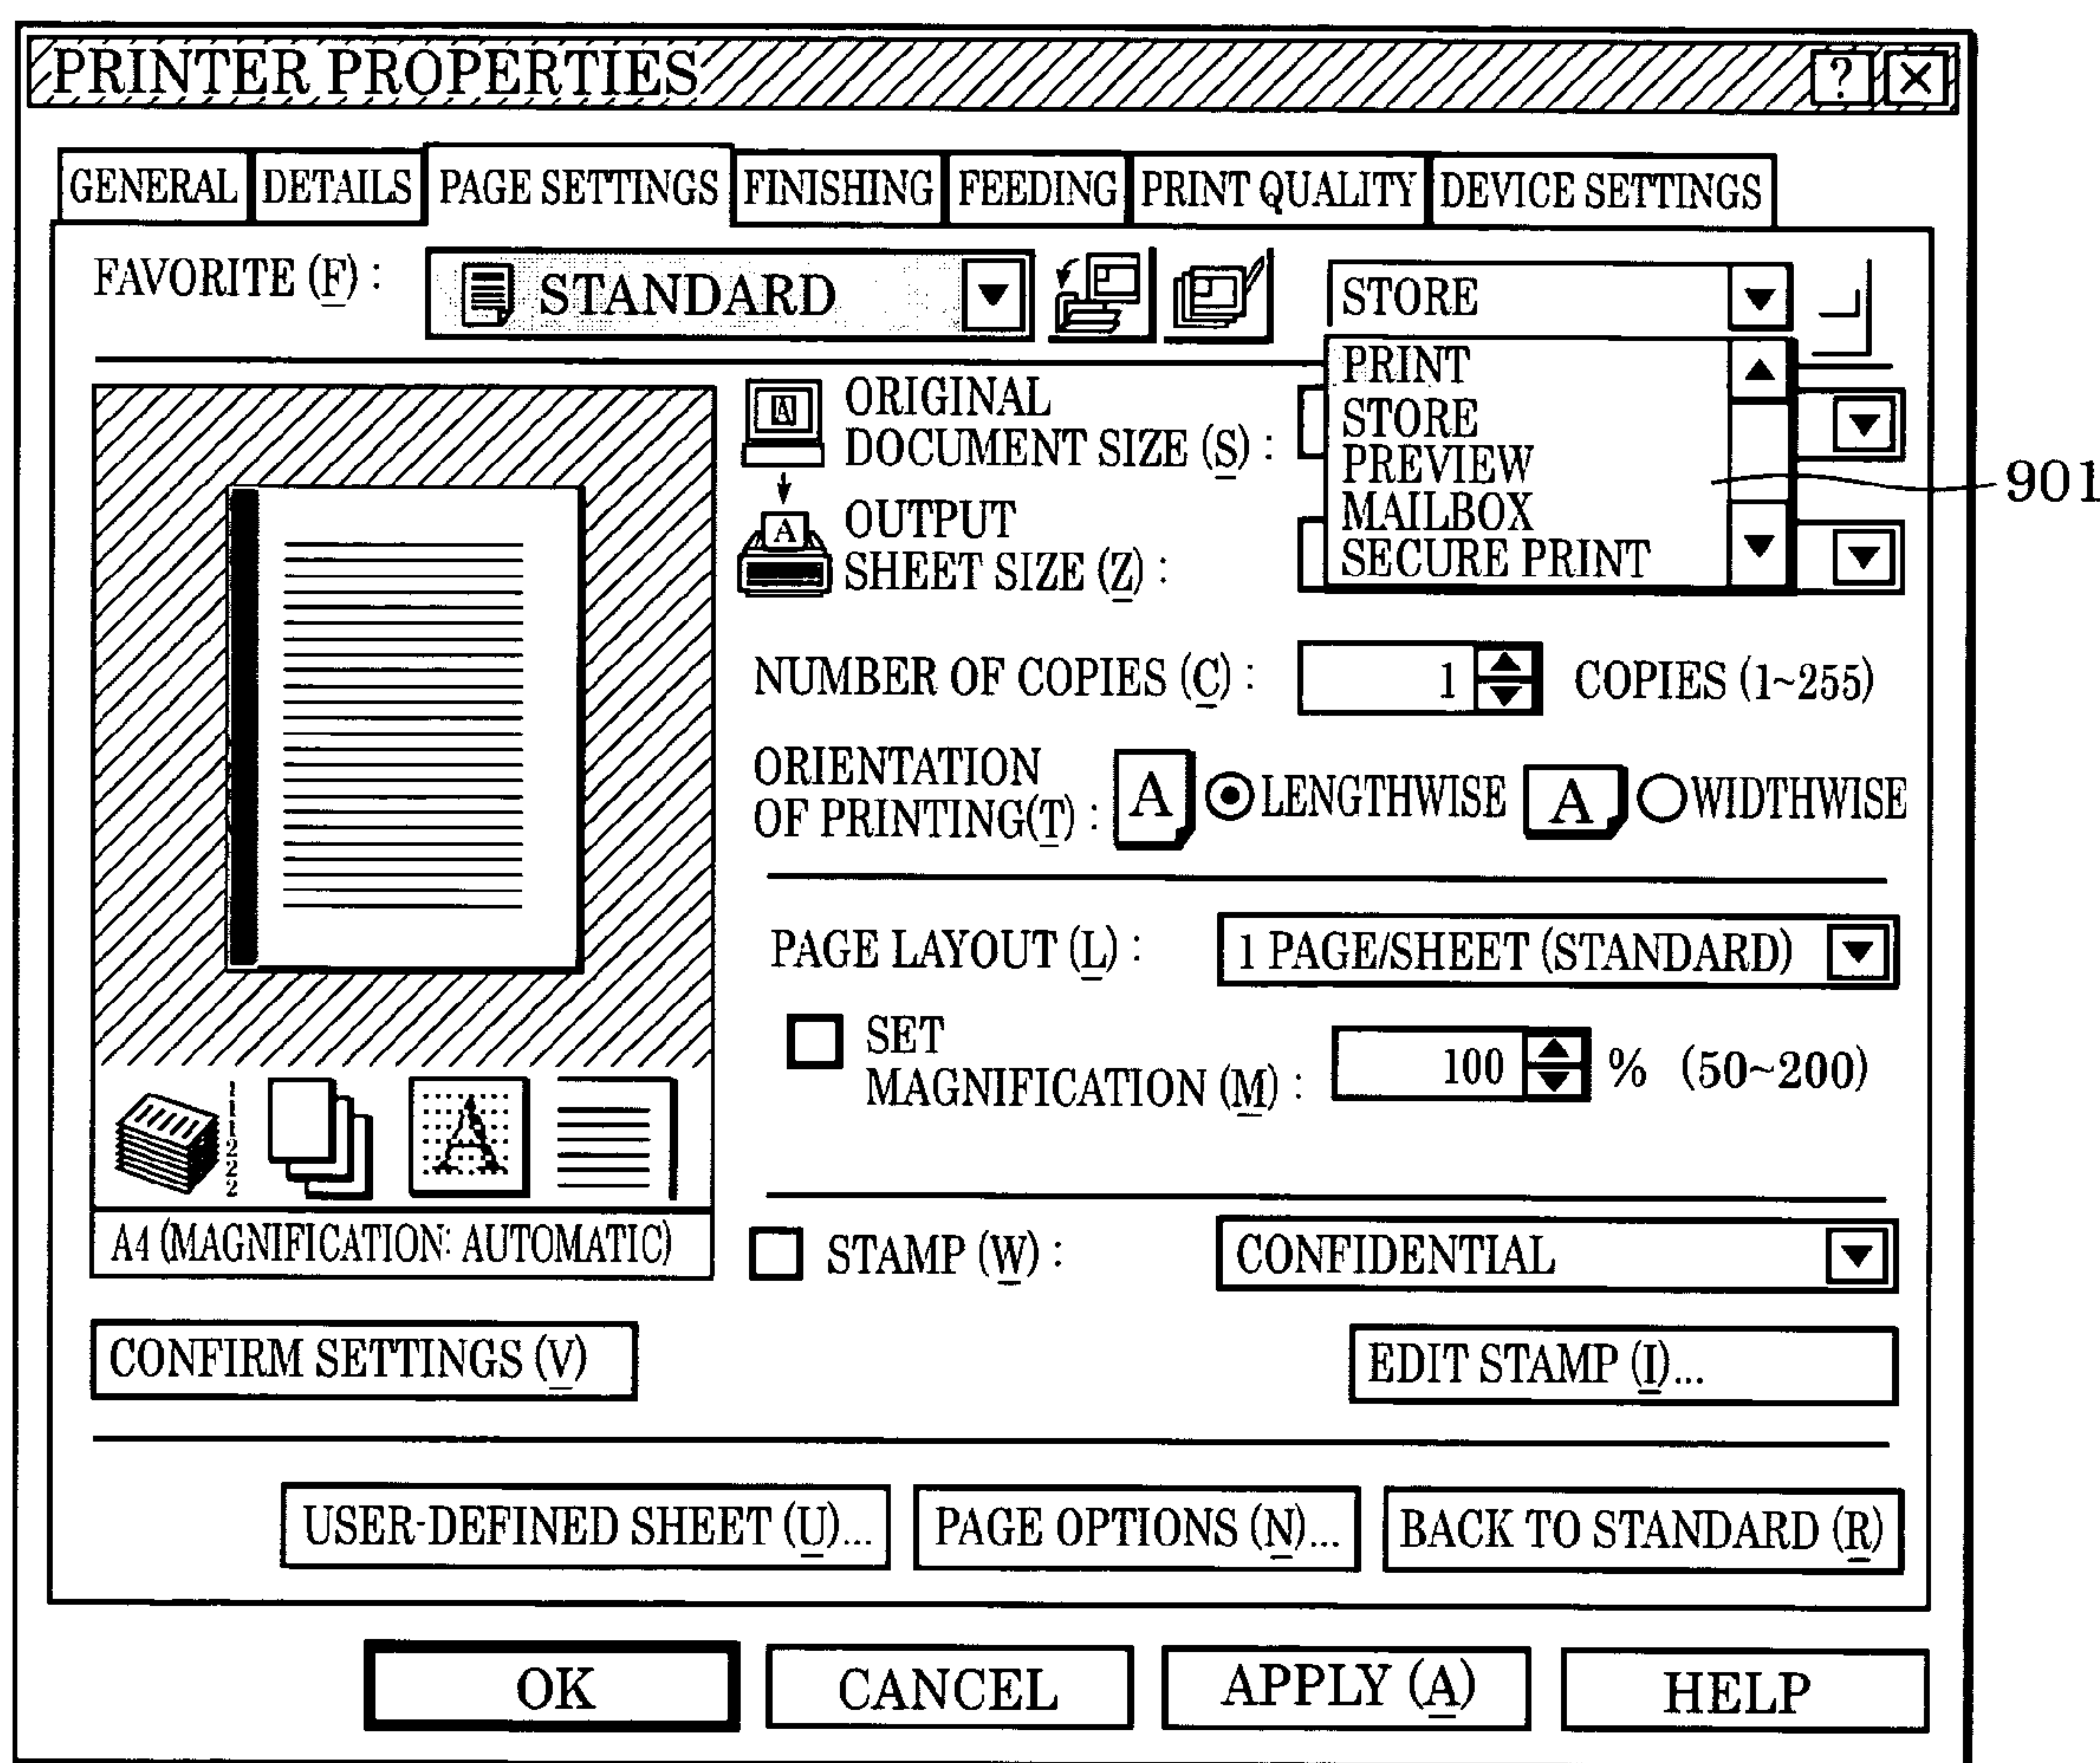 PRINTER PROPERTIES
?
GENERAL
DETAILS
PAGE SETTINGS
FINISHING
FEEDING
PRINT QUALITY
DEVICE SETTINGS
FAVORITE (F) :
STANDARD
STORE
PRINT
STORE
PREVIEW
MAILBOX
SECURE PRINT
901
A
ORIGINAL
DOCUMENT SIZE (S) :
A
OUTPUT
SHEET SIZE (Z) :
NUMBER OF COPIES (C) :
1
COPIES (1~255)
ORIENTATION
OF PRINTING(T) :
A
LENGTHWISE
A
WIDTHWISE
PAGE LAYOUT (L) :
1 PAGE/SHEET (STANDARD)
SET
MAGNIFICATION (M) :
100
% (50~200)
A
A4 (MAGNIFICATION: AUTOMATIC)
STAMP (W) :
CONFIDENTIAL
CONFIRM SETTINGS (V)
EDIT STAMP (I)...
USER-DEFINED SHEET (U)...
PAGE OPTIONS (N)...
BACK TO STANDARD (R)
OK
CANCEL
APPLY (A)
HELP